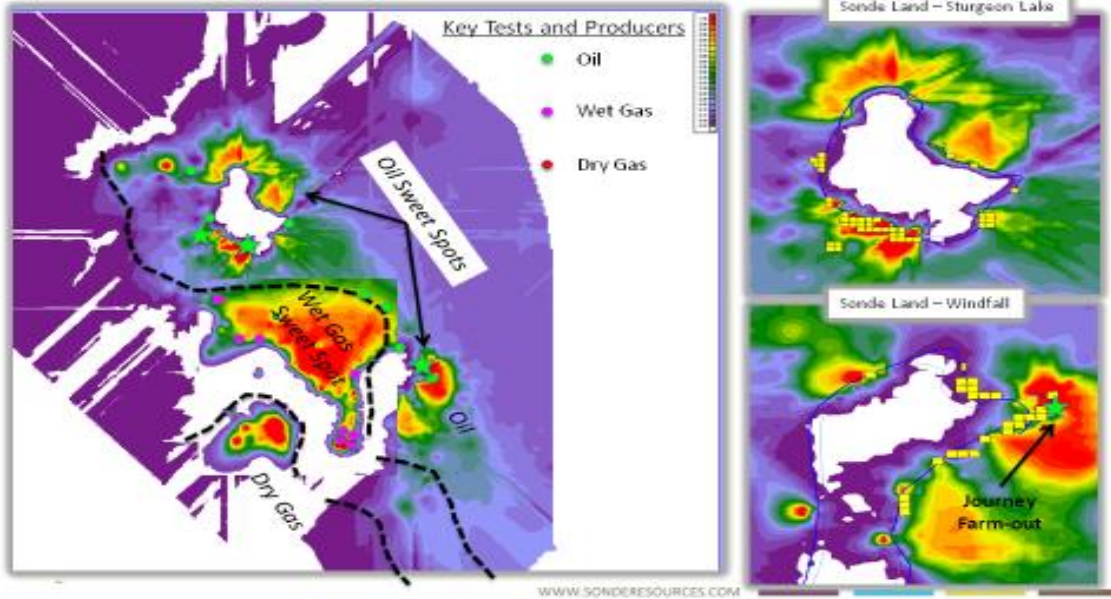 Key Tests and Producers
Oil
Wet Gas
Dry Gas
Oil Sweet Spots
Wet Gas
Sweet Spot
Oil
Dry Gas
Sonde Land – Sturgeon Lake
Sonde Land – Windfall
Journey
Farm-out
WWW.SONDERESOURCES.COM